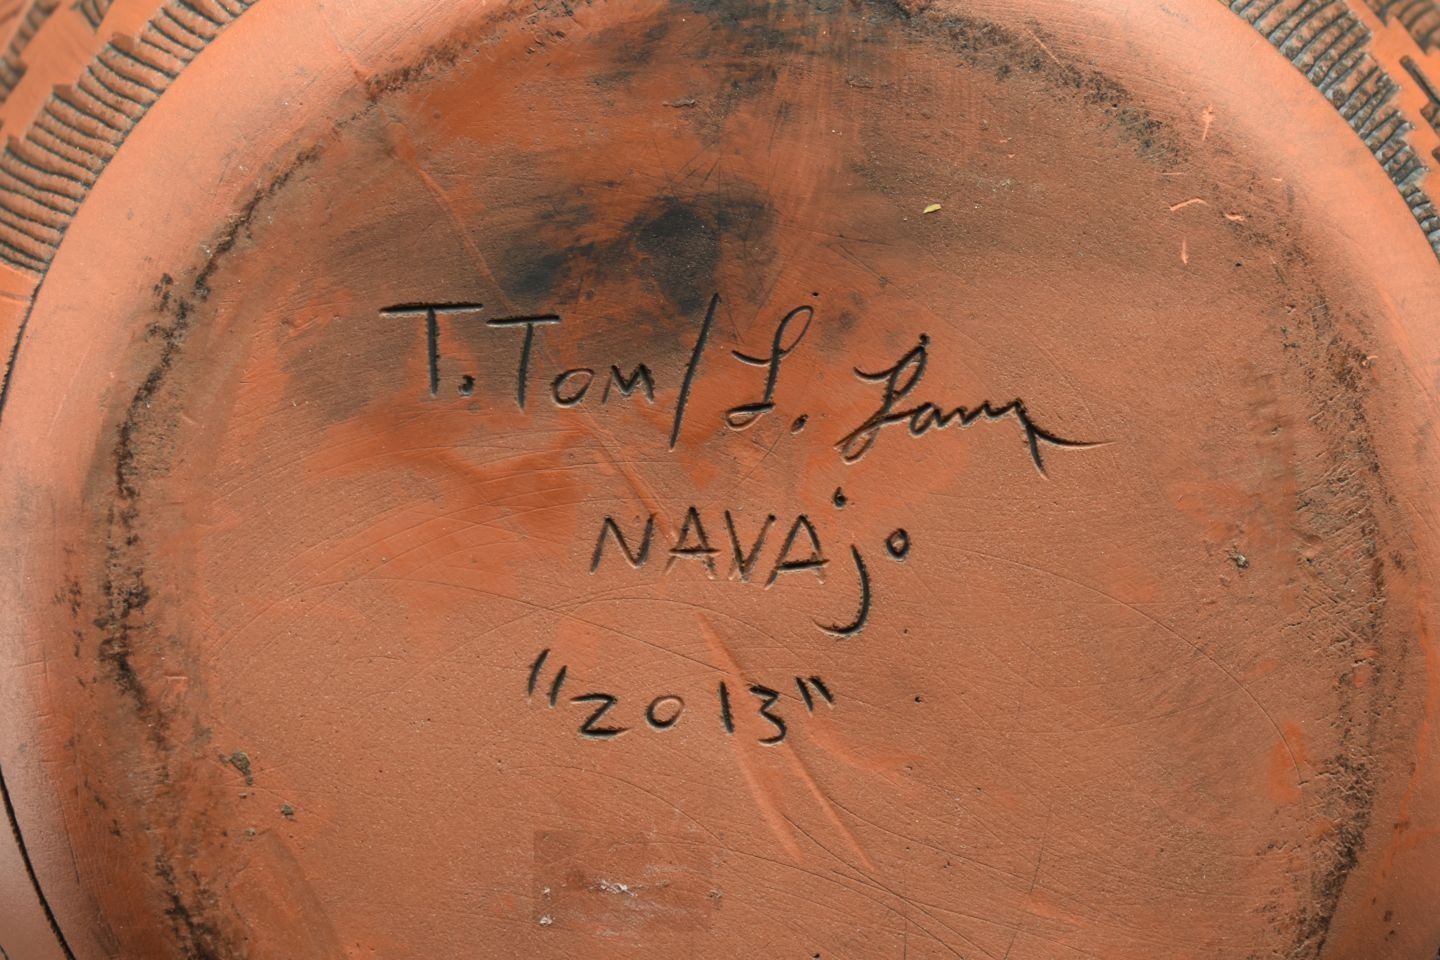 T. Tom / L.
NAVAjo
"2013"